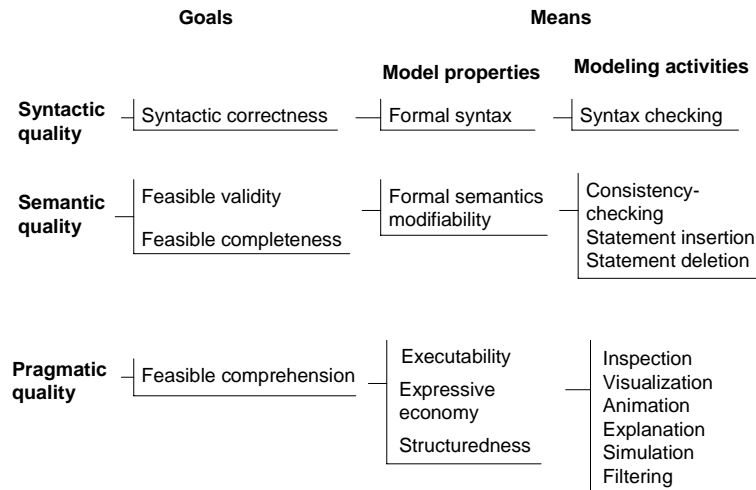 Goals
Means
Model properties
Modeling activities
Syntactic
quality
Syntactic correctness
Formal syntax
Syntax checking
Semantic
quality
Feasible validity
Feasible completeness
Formal semantics
modifiability
Consistency-
checking
Statement insertion
Statement deletion
Pragmatic
quality
Feasible comprehension
Executability
Expressive
economy
Structuredness
Inspection
Visualization
Animation
Explanation
Simulation
Filtering